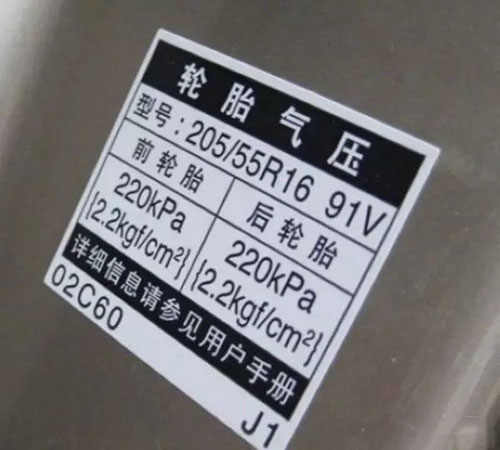 轮胎气压
型号:205/55R16 91V
前轮胎 后轮胎
220kPa 220kPa
{2.2kgf/cm²} {2.2kgf/cm²}
详细信息请参见用户手册
02C60 J1